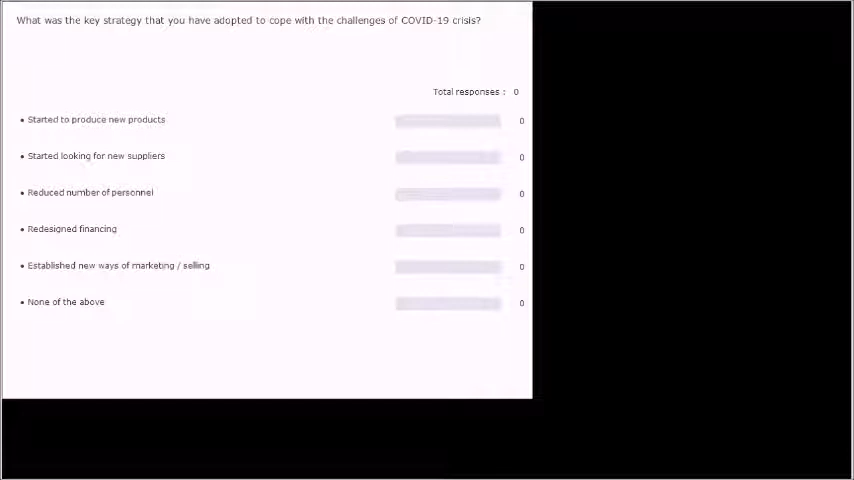 What was the key strategy that you have adopted to cope with the challenges of COVID-19 crisis?
Total responses : 0
• Started to produce new products 0
• Started looking for new suppliers 0
• Reduced number of personnel 0
• Redesigned financing 0
• Established new ways of marketing / selling 0
• None of the above 0